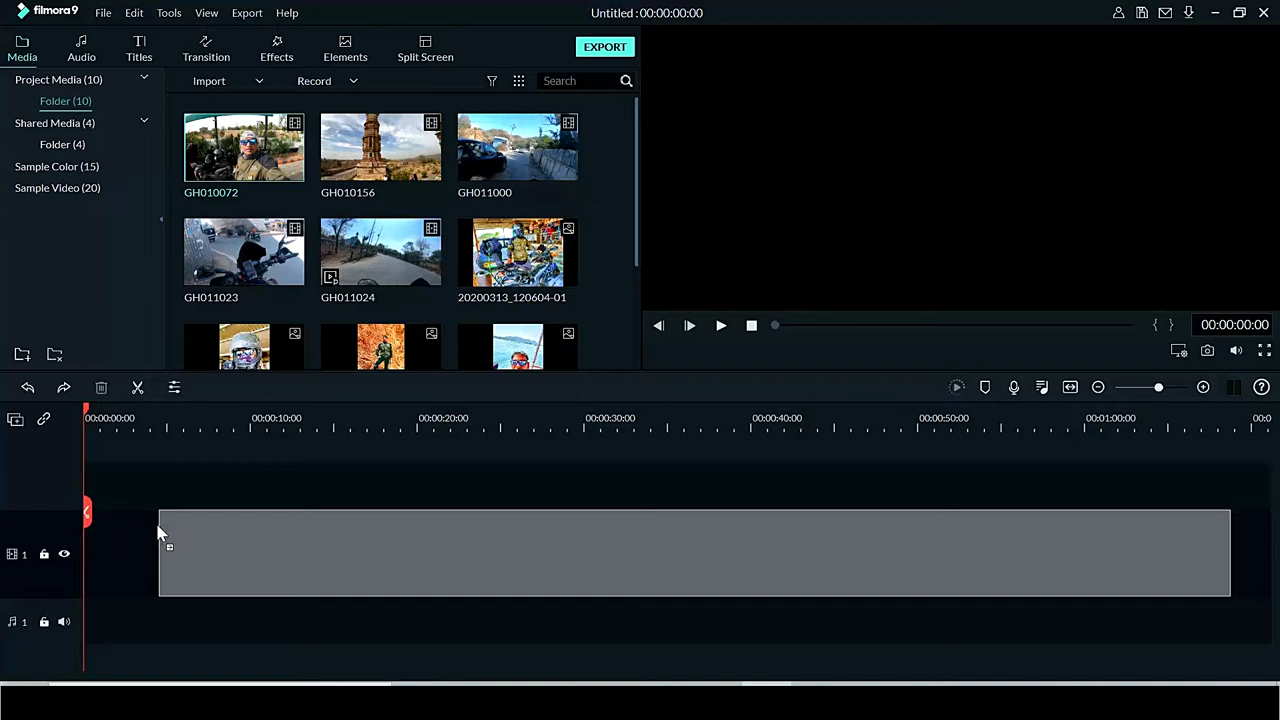 filmora9 File Edit Tools View Export Help Untitled : 00:00:00:00
Media Audio Titles Transition Effects Elements Split Screen EXPORT
Project Media (10)
Folder (10)
Shared Media (4)
Folder (4)
Sample Color (15)
Sample Video (20)
Import Record Search
GH010072 GH010156 GH011000
GH011023 GH011024 20200313_120604-01
00:00:00:00
00:00:00:00 00:00:10:00 00:00:20:00 00:00:30:00 00:00:40:00 00:00:50:00 00:01:00:00 00:0
1
1